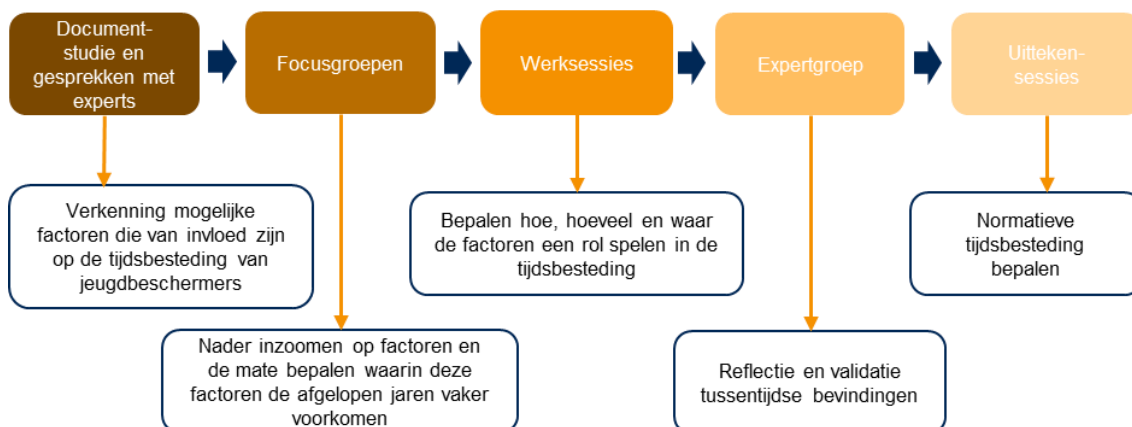 Document-
studie en
gesprekken met
experts
Focusgroepen
Werksessies
Expertgroep
Uitteken-
sessies
Verkenning mogelijke
factoren die van invloed zijn
op de tijdsbesteding van
jeugdbeschermers
Nader inzoomen op factoren en
de mate bepalen waarin deze
factoren de afgelopen jaren vaker
voorkomen
Bepalen hoe, hoeveel en waar
de factoren een rol spelen in de
tijdsbesteding
Reflectie en validatie
tussentijdse bevindingen
Normatieve
tijdsbesteding
bepalen